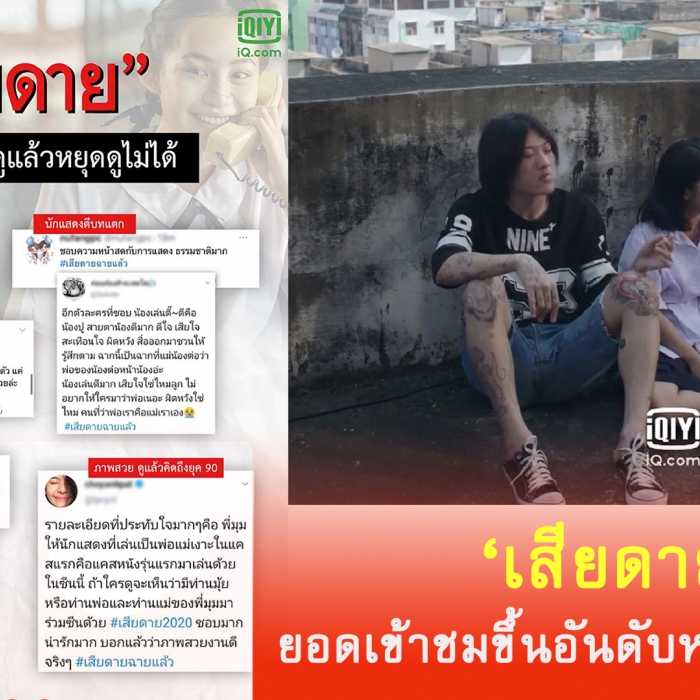 iQIYI
iQ.com
ยดาย”
ดูแล้วหยุดดูไม่ได้
นักแสดงตีบทแตก
ชอบความหน้าสดกับการแสดง ธรรมชาติมาก
#เสียดายฉายแล้ว
อีกตัวละครที่ชอบ น้องเล่นดี๊~ดีคือ
น้องปู สายตาน้องดีมาก ดีใจ เสียใจ
สะเทือนใจ ผิดหวัง สื่อออกมาชวนให้
รู้สึกตาม ฉากนี้เป็นฉากที่แม่น้องด่าว่า
พ่อของน้องต่อหน้าน้องอ่ะ
น้องเล่นดีมาก เสียใจใช่ไหมลูก ไม่
อยากให้ใครมาว่าพ่อเนอะ ผิดหวังใช่
ไหม คนที่ว่าพ่อเราคือแม่เราเอง😭
#เสียดายฉายแล้ว
ตัว แค่
วยล่ะ
ภาพสวย ดูแล้วคิดถึงยุค 90
รายละเอียดที่ประทับใจมากๆคือ พี่มุม
ให้นักแสดงที่เล่นเป็นพ่อแม่เงาะในแค
สแรกคือแคสหนังรุ่นแรกมาเล่นด้วย
ในซีนนี้ ถ้าใครดูจะเห็นว่ามีท่านมุ้ย
หรือท่านพ่อและท่านแม่ของพี่มุมมา
ร่วมซีนด้วย #เสียดาย2020 ชอบมาก
น่ารักมาก บอกแล้วว่าภาพสวยงานดี
จริงๆ #เสียดายฉายแล้ว
NINE
iQIYI
iQ.com
‘เสียดาย
ยอดเข้าชมขึ้นอันดับห